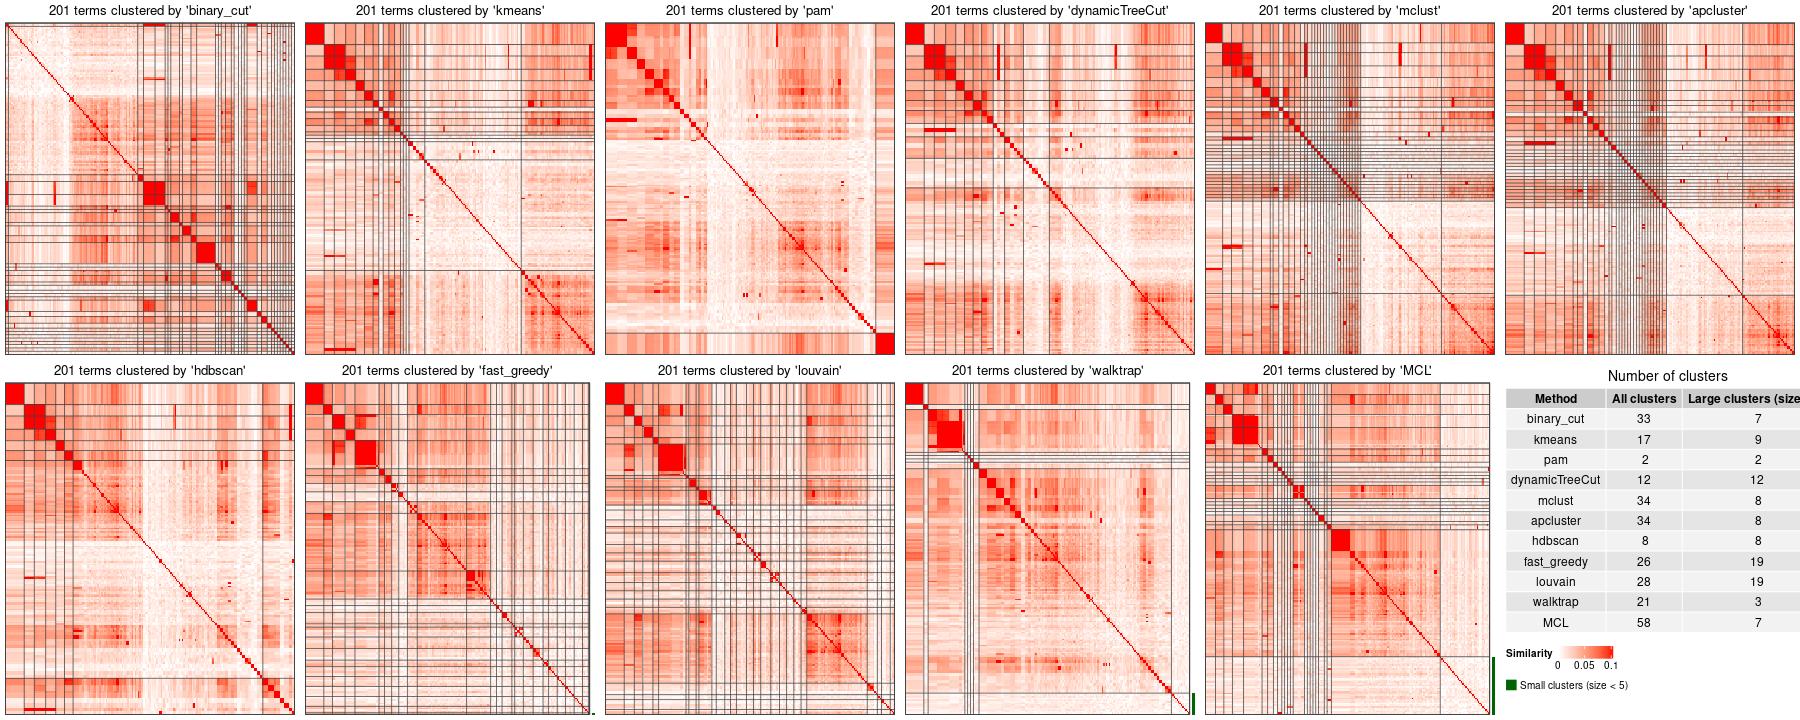 201 terms clustered by 'binary_cut'
201 terms clustered by 'kmeans'
201 terms clustered by 'pam'
201 terms clustered by 'dynamicTreeCut'
201 terms clustered by 'mclust'
201 terms clustered by 'apcluster'
201 terms clustered by 'hdbscan'
201 terms clustered by 'fast_greedy'
201 terms clustered by 'louvain'
201 terms clustered by 'walktrap'
201 terms clustered by 'MCL'
Number of clusters
Method All clusters Large clusters (size
binary_cut 33 7
kmeans 17 9
pam 2 2
dynamicTreeCut 12 12
mclust 34 8
apcluster 34 8
hdbscan 8 8
fast_greedy 26 19
louvain 28 19
walktrap 21 3
MCL 58 7
Similarity
0 0.05 0.1
Small clusters (size < 5)